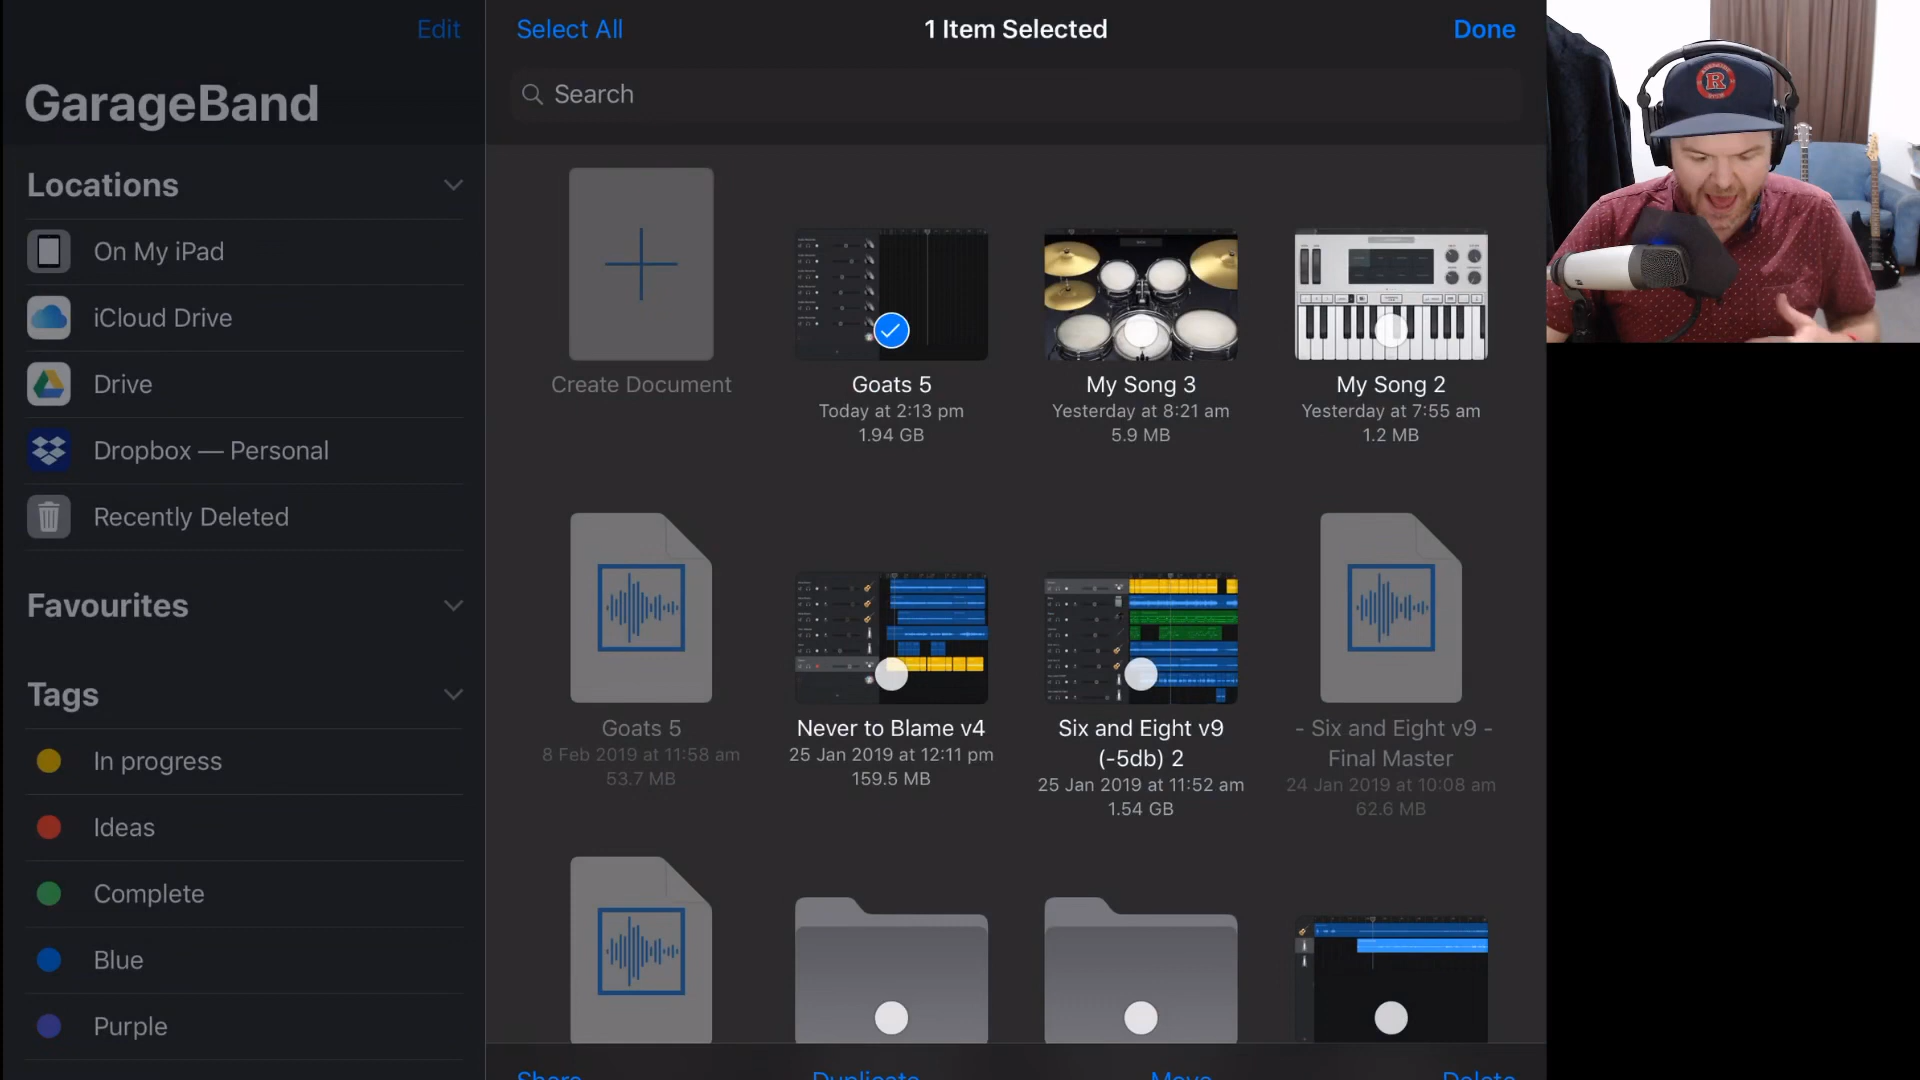 Edit
Select All
1 Item Selected
Done
Search
GarageBand
Locations
On My iPad
iCloud Drive
Drive
Dropbox — Personal
Recently Deleted
Favourites
Tags
In progress
Ideas
Complete
Blue
Purple
Create Document
Goats 5
Today at 2:13 pm
1.94 GB
My Song 3
Yesterday at 8:21 am
5.9 MB
My Song 2
Yesterday at 7:55 am
1.2 MB
Goats 5
8 Feb 2019 at 11:58 am
53.7 MB
Never to Blame v4
25 Jan 2019 at 12:11 pm
159.5 MB
Six and Eight v9
(-5db) 2
25 Jan 2019 at 11:52 am
1.54 GB
- Six and Eight v9 -
Final Master
24 Jan 2019 at 10:08 am
62.6 MB
Share
Duplicate
Move
Delete
R